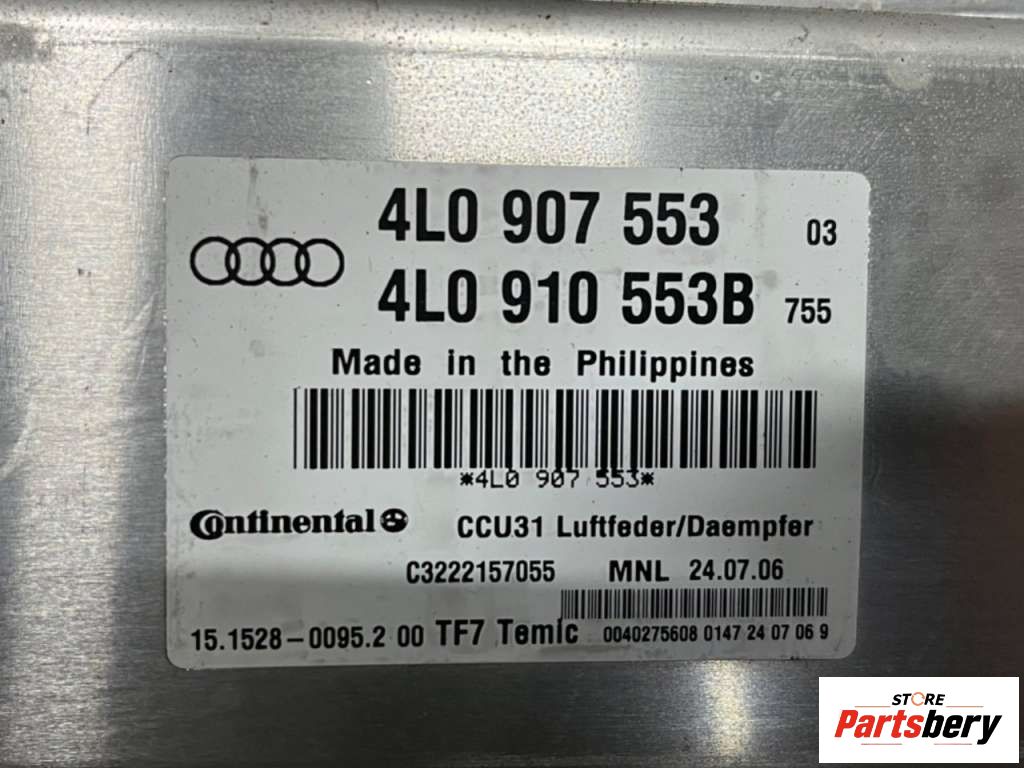 4L0 907 553 03
4L0 910 553B 755
Made in the Philippines
*4L0 907 553*
Continental CCU31 Luftfeder/Daempfer
C3222157055 MNL 24.07.06
15.1528-0095.2 00 TF7 Temic 0040275608 0147 24 07 06 9
STORE
Partsbery